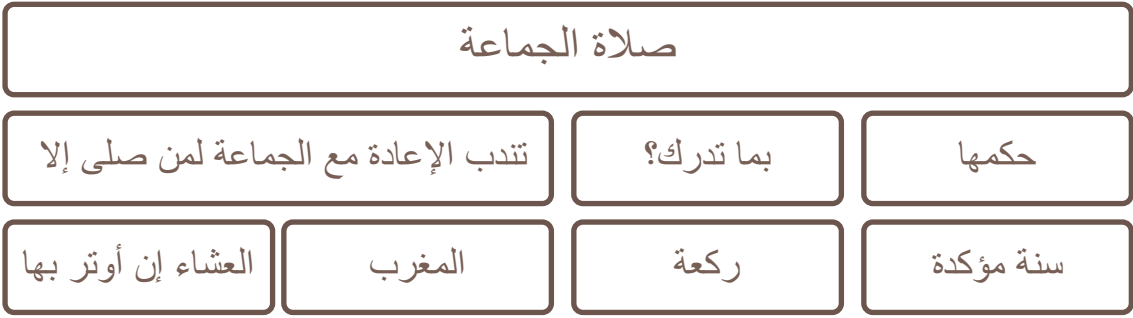 صلاة الجماعة
حكمها
بما تدرك؟
تندب الإعادة مع الجماعة لمن صلى إلا
سنة مؤكدة
ركعة
المغرب
العشاء إن أوتر بها